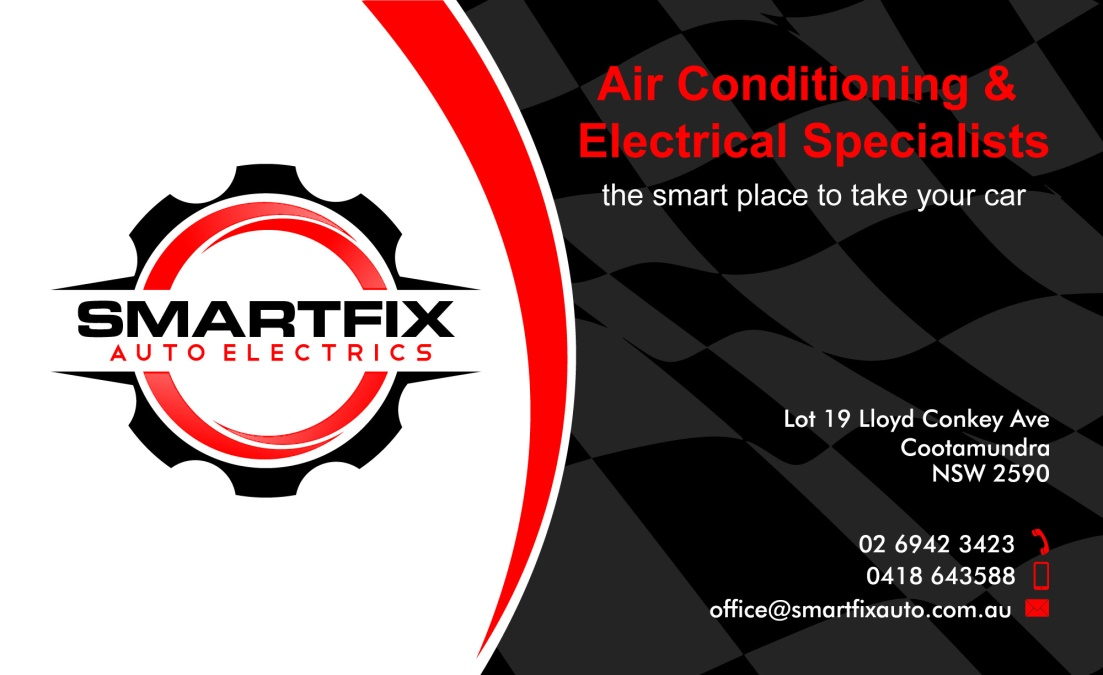 SMARTFIX
AUTO ELECTRICS
Air Conditioning &
Electrical Specialists
the smart place to take your car
Lot 19 Lloyd Conkey Ave
Cootamundra
NSW 2590
02 6942 3423
0418 643588
office@smartfixauto.com.au